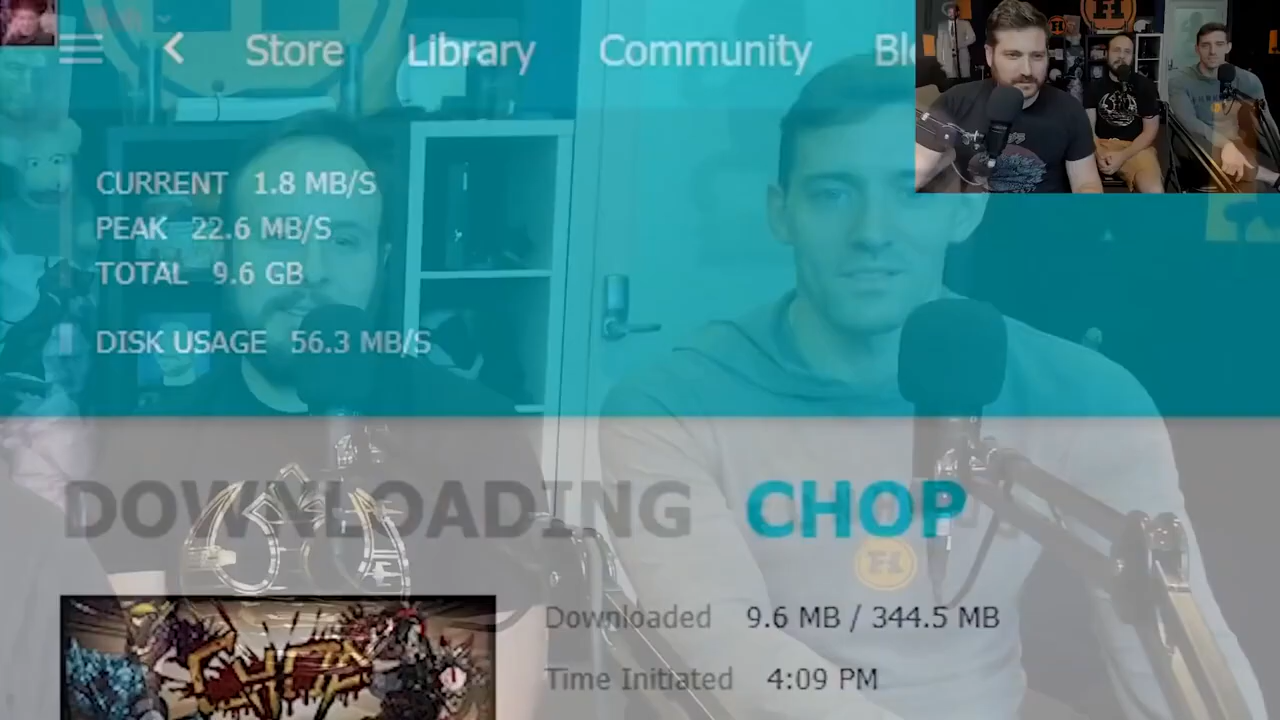 Store Library Community
CURRENT 1.8 MB/S
PEAK 22.6 MB/S
TOTAL 9.6 GB
DISK USAGE 56.3 MB/S
DOWNLOADING CHOP
Downloaded 9.6 MB / 344.5 MB
Time Initiated 4:09 PM
CHOP